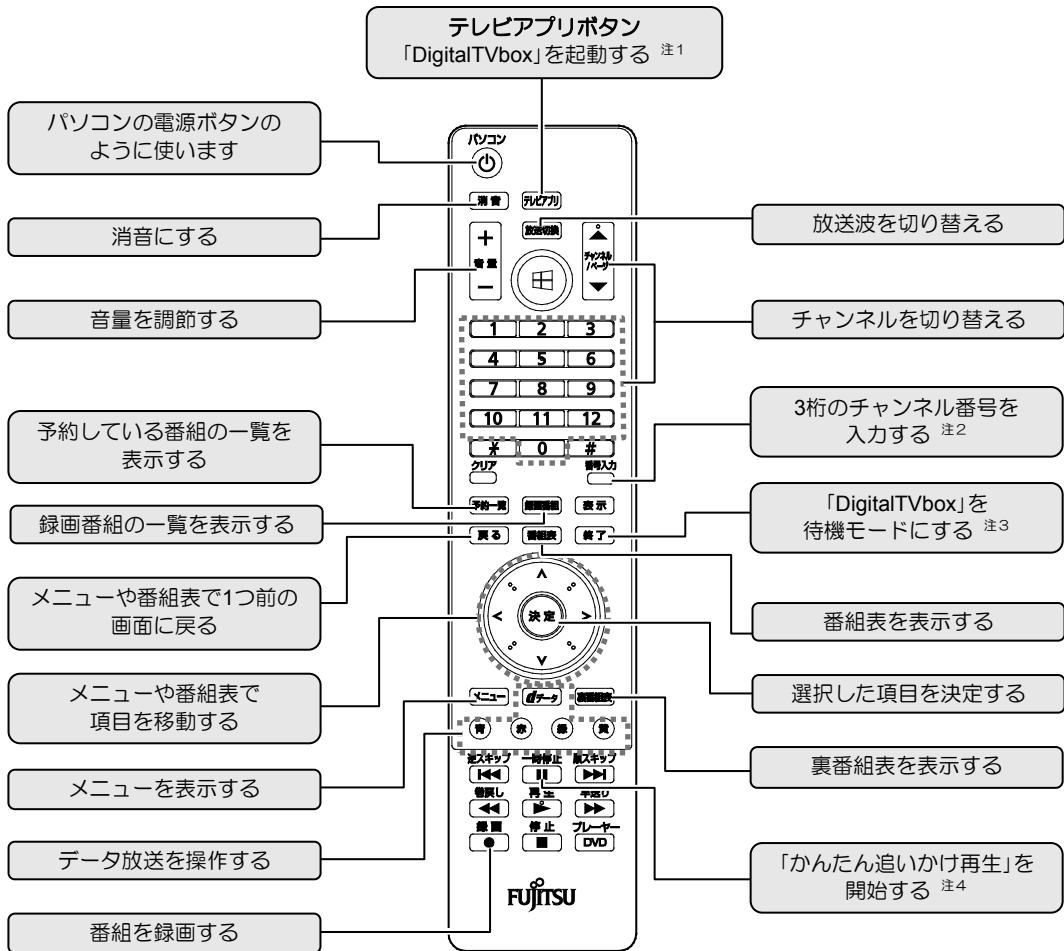 テレビアプリボタン
「DigitalTVbox」を起動する 注1
パソコンの電源ボタンの
ように使います
消音にする
音量を調節する
予約している番組の一覧を
表示する
録画番組の一覧を表示する
メニューや番組表で1つ前の
画面に戻る
メニューや番組表で
項目を移動する
メニューを表示する
データ放送を操作する
番組を録画する
パソコン
消音 テレビアプリ
放送切換
+
音量
−
チャンネル
/ページ
1 2 3
4 5 6
7 8 9
10 11 12
* 0 #
クリア 番号入力
予約一覧 録画番組 表示
戻る 番組表 終了
決定
メニュー dデータ 裏番組表
青 赤 緑 黄
逆スキップ 一時停止 順スキップ
巻戻し 再生 早送り
録画 停止 プレーヤー
DVD
FUJITSU
放送波を切り替える
チャンネルを切り替える
3桁のチャンネル番号を
入力する 注2
「DigitalTVbox」を
待機モードにする 注3
番組表を表示する
選択した項目を決定する
裏番組表を表示する
「かんたん追いかけ再生」を
開始する 注4